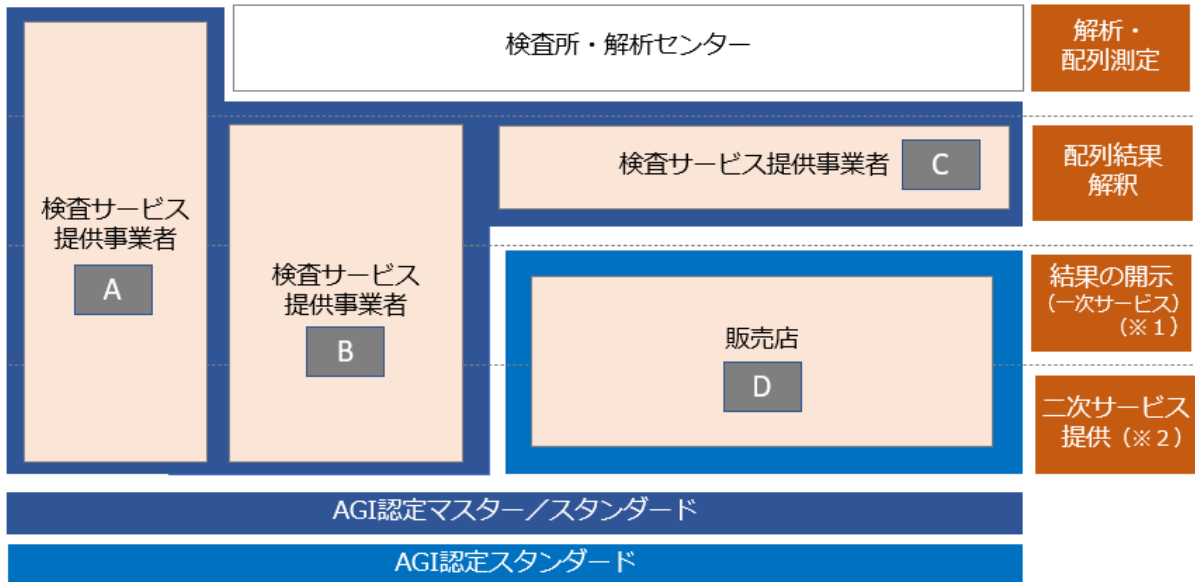 検査所・解析センター
解析・
配列測定
検査サービス
提供事業者
A
検査サービス
提供事業者
B
検査サービス提供事業者
C
配列結果
解釈
販売店
D
結果の開示
(一次サービス)
(※1)
二次サービス
提供(※2)
AGI認定マスター/スタンダード
AGI認定スタンダード